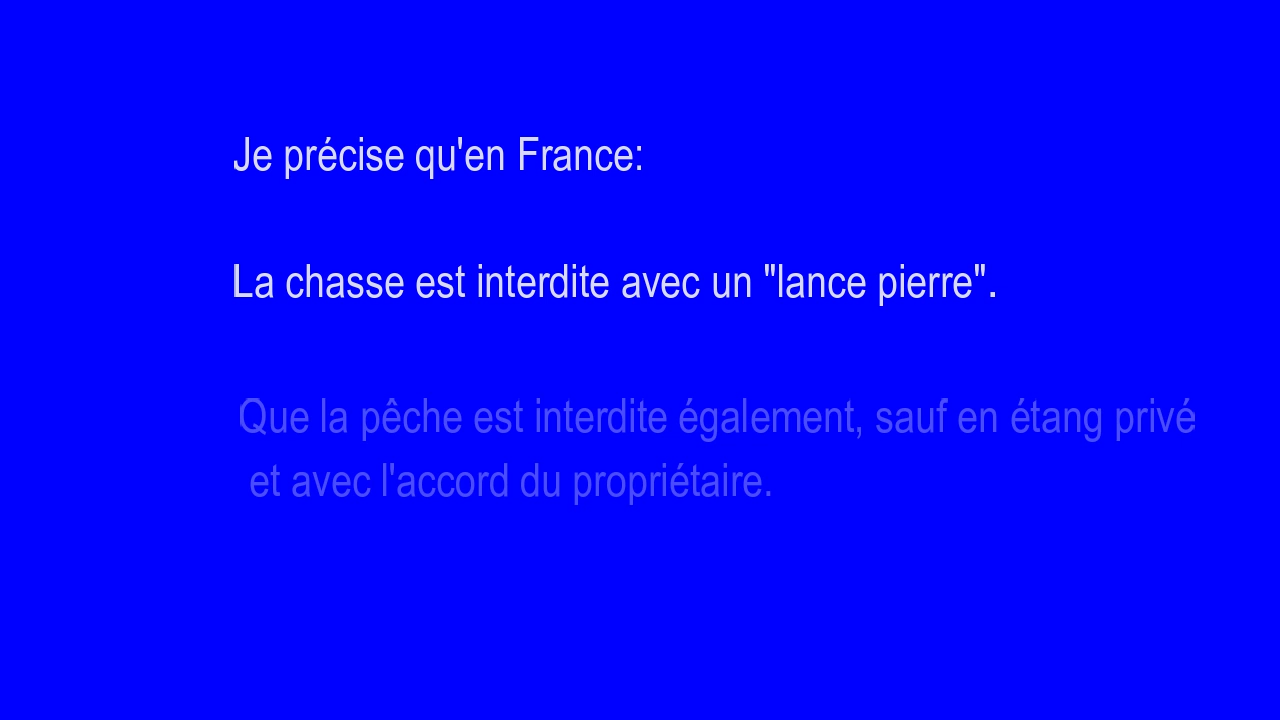 Je précise qu'en France:
La chasse est interdite avec un "lance pierre".
Que la pêche est interdite également, sauf en étang privé
et avec l'accord du propriétaire.